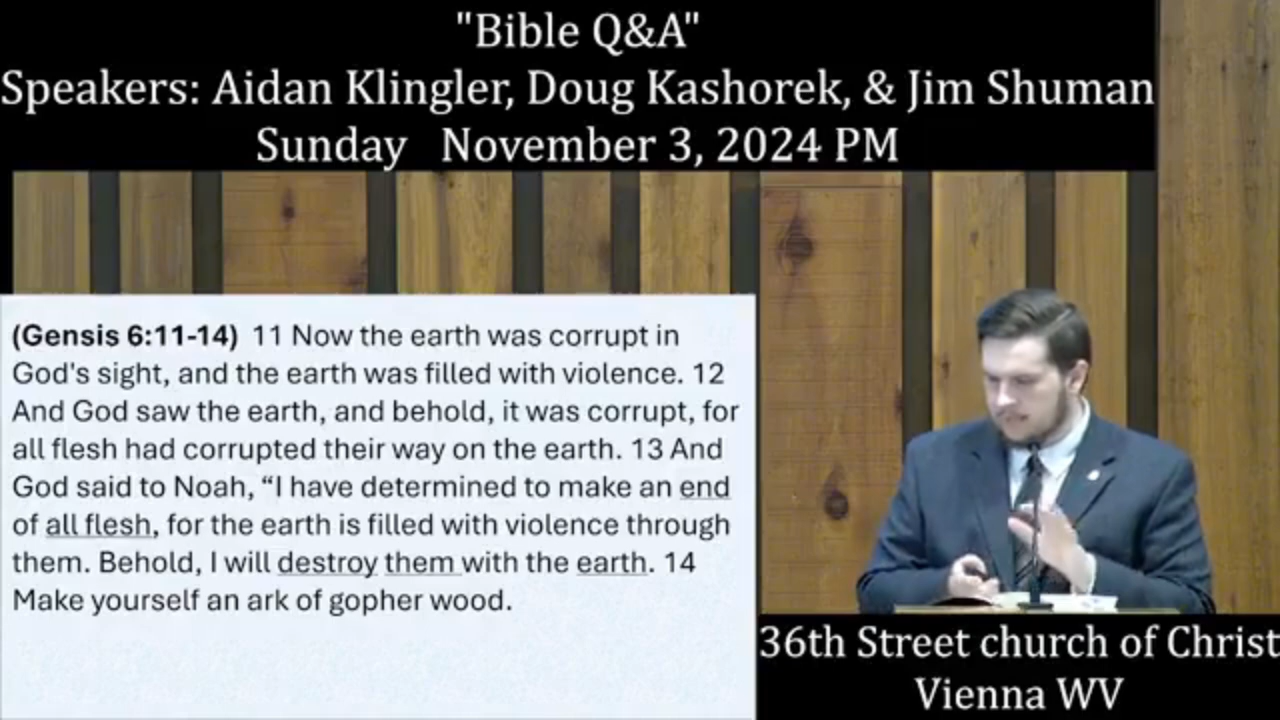 "Bible Q&A"
Speakers: Aidan Klingler, Doug Kashorek, & Jim Shuman
Sunday November 3, 2024 PM
(Gensis 6:11-14) 11 Now the earth was corrupt in
God's sight, and the earth was filled with violence. 12
And God saw the earth, and behold, it was corrupt, for
all flesh had corrupted their way on the earth. 13 And
God said to Noah, “I have determined to make an end
of all flesh, for the earth is filled with violence through
them. Behold, I will destroy them with the earth. 14
Make yourself an ark of gopher wood.
36th Street church of Christ
Vienna WV